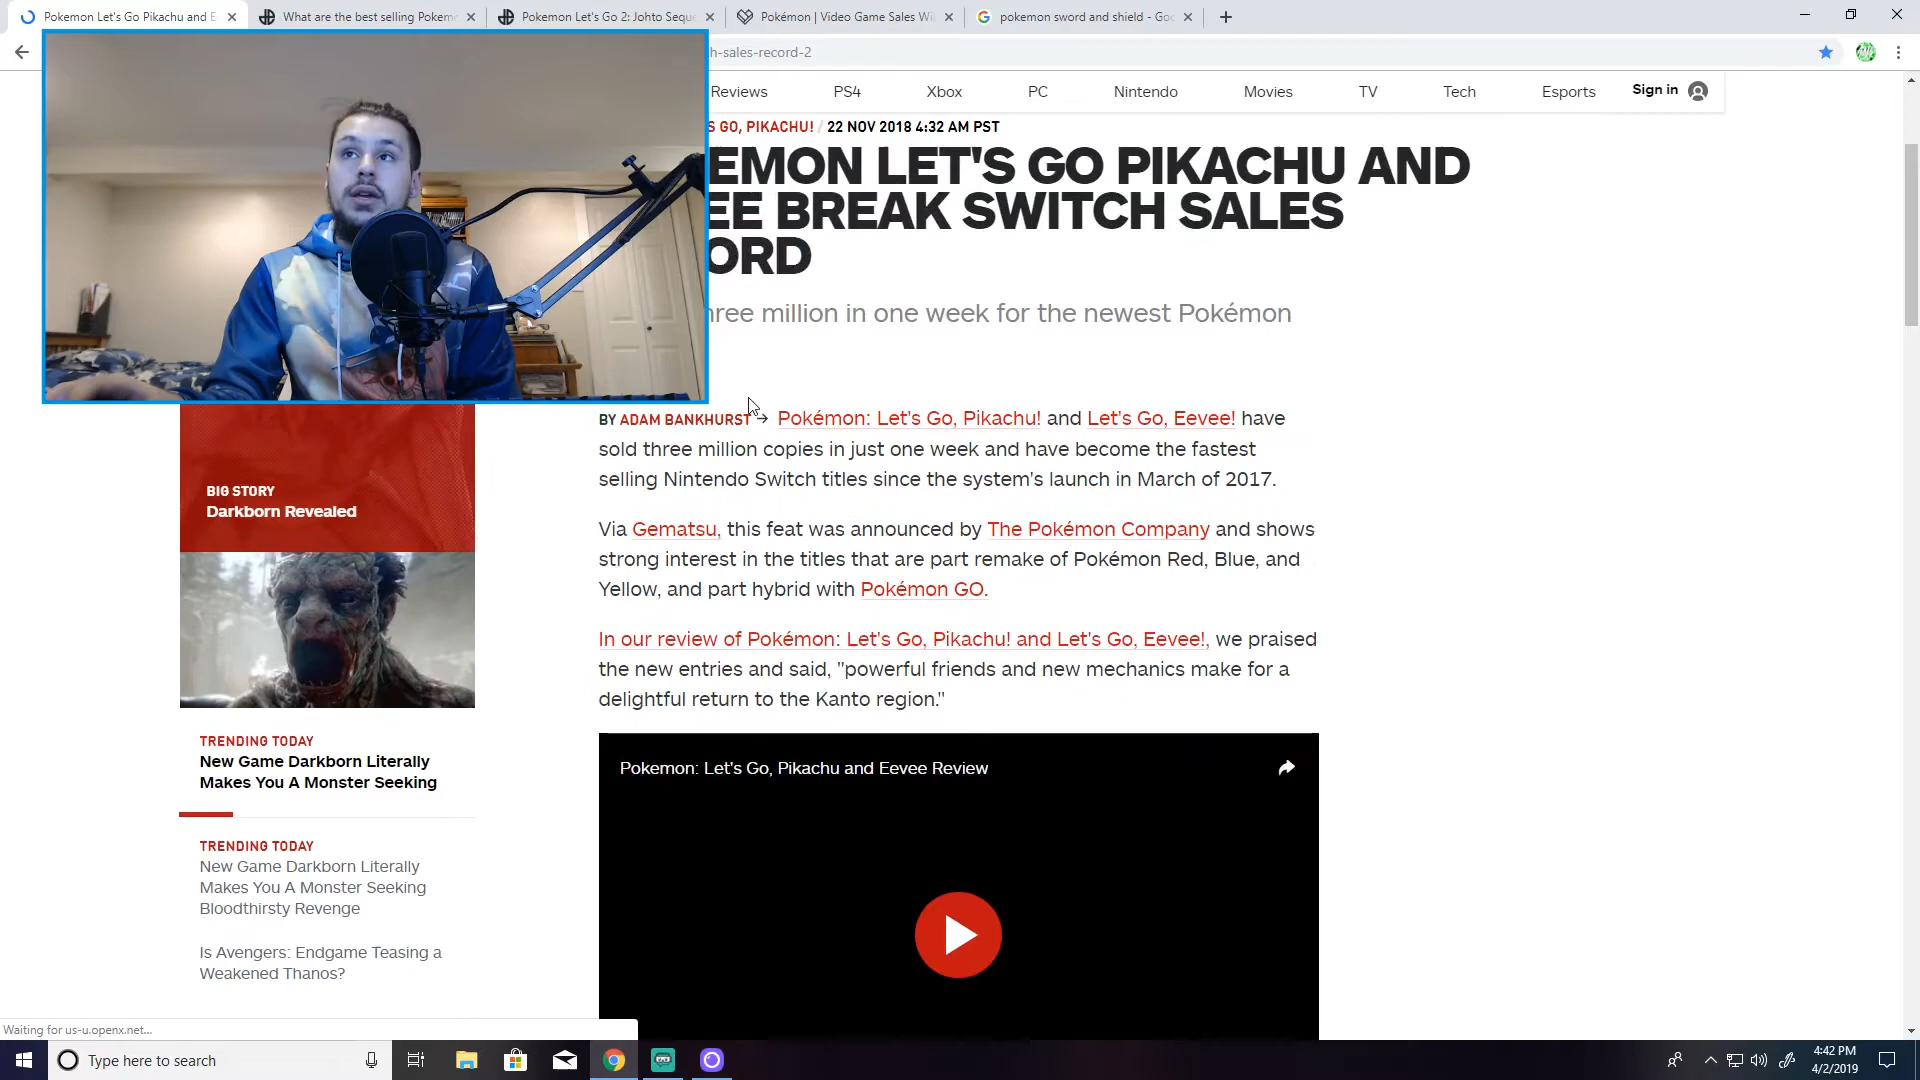 Pokemon Let's Go Pikachu and E
What are the best selling Pokem
Pokemon Let's Go 2: Johto Seque
Pokémon | Video Game Sales Wi
pokemon sword and shield - Goo
h-sales-record-2
Reviews
PS4
Xbox
PC
Nintendo
Movies
TV
Tech
Esports
Sign in
S GO, PIKACHU! / 22 NOV 2018 4:32 AM PST
EMON LET'S GO PIKACHU AND
EE BREAK SWITCH SALES
ORD
hree million in one week for the newest Pokémon
BY ADAM BANKHURST → Pokémon: Let's Go, Pikachu! and Let's Go, Eevee! have
sold three million copies in just one week and have become the fastest
selling Nintendo Switch titles since the system's launch in March of 2017.
Via Gematsu, this feat was announced by The Pokémon Company and shows
strong interest in the titles that are part remake of Pokémon Red, Blue, and
Yellow, and part hybrid with Pokémon GO.
In our review of Pokémon: Let's Go, Pikachu! and Let's Go, Eevee!, we praised
the new entries and said, "powerful friends and new mechanics make for a
delightful return to the Kanto region."
Pokemon: Let's Go, Pikachu and Eevee Review
BIG STORY
Darkborn Revealed
TRENDING TODAY
New Game Darkborn Literally
Makes You A Monster Seeking
TRENDING TODAY
New Game Darkborn Literally
Makes You A Monster Seeking
Bloodthirsty Revenge
Is Avengers: Endgame Teasing a
Weakened Thanos?
Waiting for us-u.openx.net...
Type here to search
4:42 PM
4/2/2019